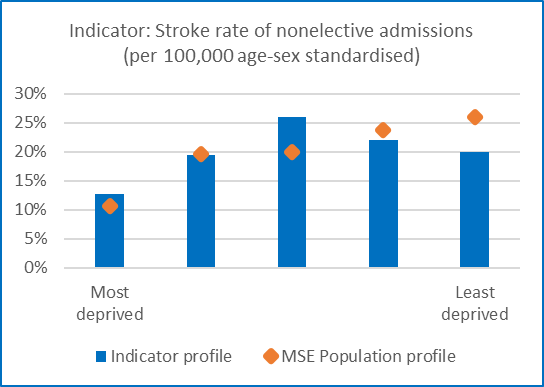 Indicator: Stroke rate of nonelective admissions
(per 100,000 age-sex standardised)
30%
25%
20%
15%
10%
5%
0%
Most
deprived
Least
deprived
Indicator profile
MSE Population profile